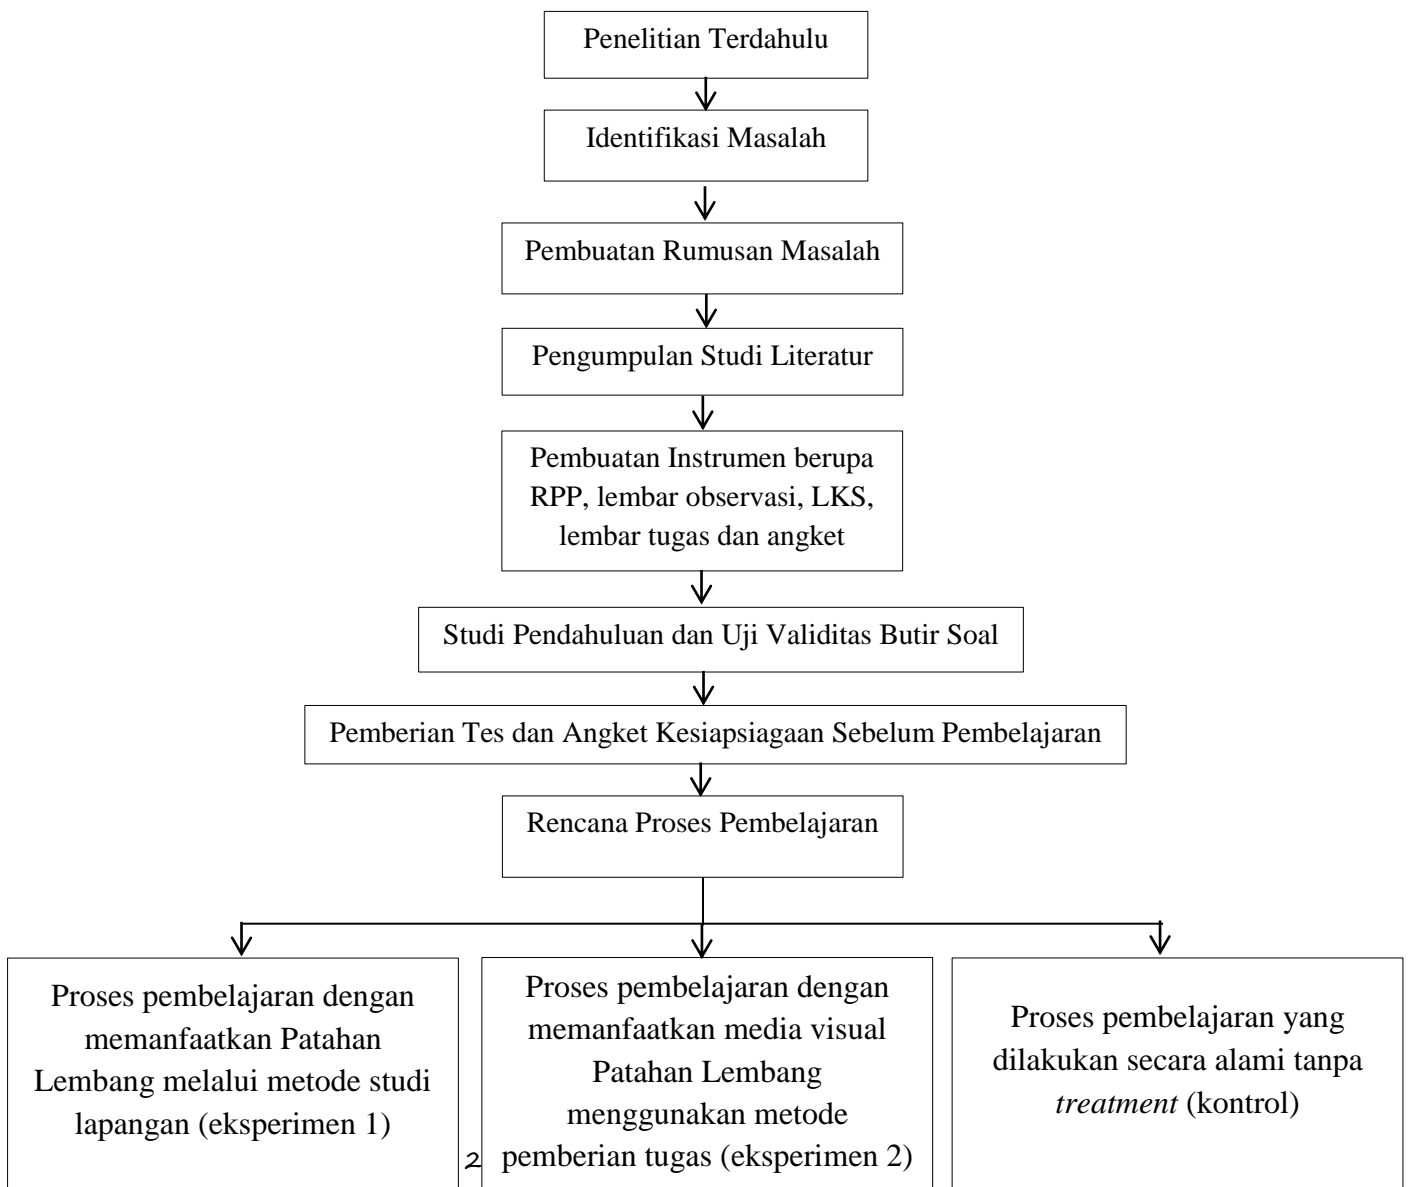 Penelitian Terdahulu
Identifikasi Masalah
Pembuatan Rumusan Masalah
Pengumpulan Studi Literatur
Pembuatan Instrumen berupa
RPP, lembar observasi, LKS,
lembar tugas dan angket
Studi Pendahuluan dan Uji Validitas Butir Soal
Pemberian Tes dan Angket Kesiapsiagaan Sebelum Pembelajaran
Rencana Proses Pembelajaran
Proses pembelajaran dengan
memanfaatkan Patahan
Lembang melalui metode studi
lapangan (eksperimen 1)
Proses pembelajaran dengan
memanfaatkan media visual
Patahan Lembang
menggunakan metode
pemberian tugas (eksperimen 2)
Proses pembelajaran yang
dilakukan secara alami tanpa
treatment (kontrol)
2